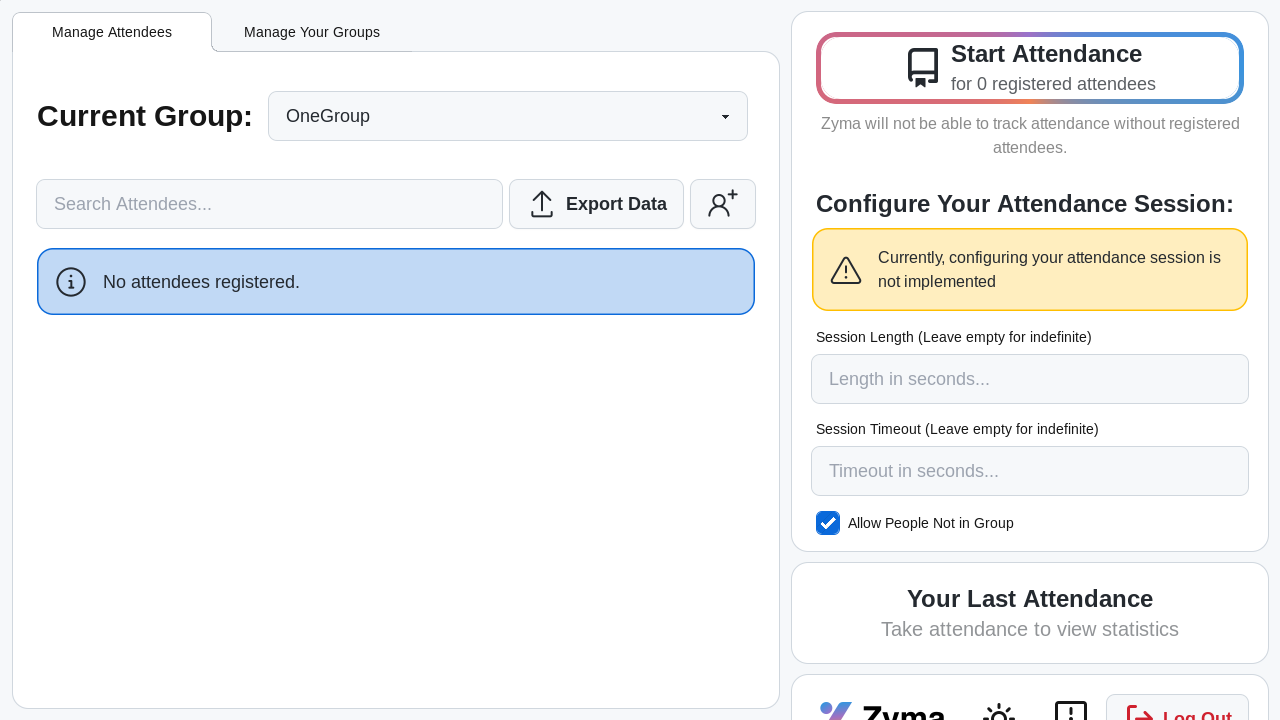 Manage Attendees
Manage Your Groups
Current Group:
OneGroup
Search Attendees...
Export Data
No attendees registered.
Start Attendance
for 0 registered attendees
Zyma will not be able to track attendance without registered
attendees.
Configure Your Attendance Session:
Currently, configuring your attendance session is
not implemented
Session Length (Leave empty for indefinite)
Length in seconds...
Session Timeout (Leave empty for indefinite)
Timeout in seconds...
Allow People Not in Group
Your Last Attendance
Take attendance to view statistics
Zyma
Log Out